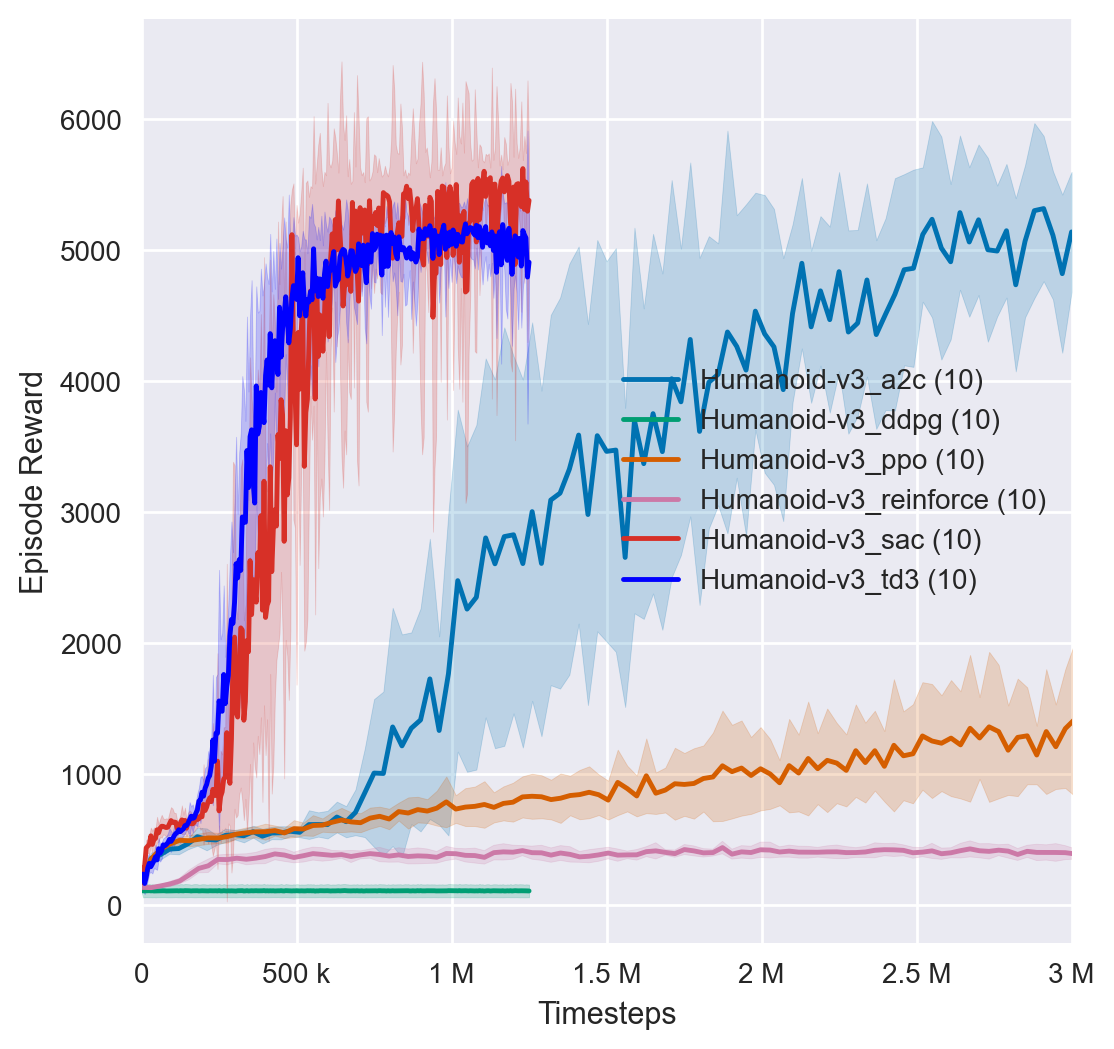 6000
5000
4000
3000
2000
1000
0
Episode Reward
Humanoid-v3_a2c (10)
Humanoid-v3_ddpg (10)
Humanoid-v3_ppo (10)
Humanoid-v3_reinforce (10)
Humanoid-v3_sac (10)
Humanoid-v3_td3 (10)
0 500 k 1 M 1.5 M 2 M 2.5 M 3 M
Timesteps